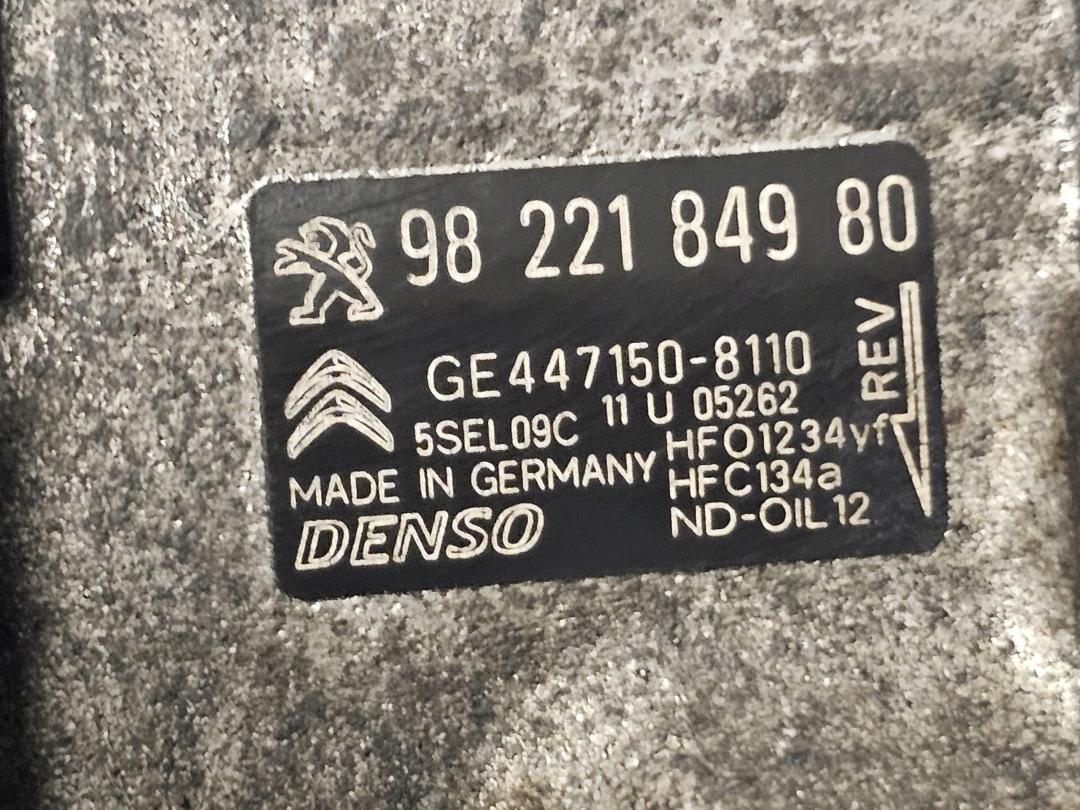 98 221 849 80
GE447150-8110
5SEL09C 11 U 05262
HFO1234yf
MADE IN GERMANY HFC134a
DENSO ND-OIL12
REV